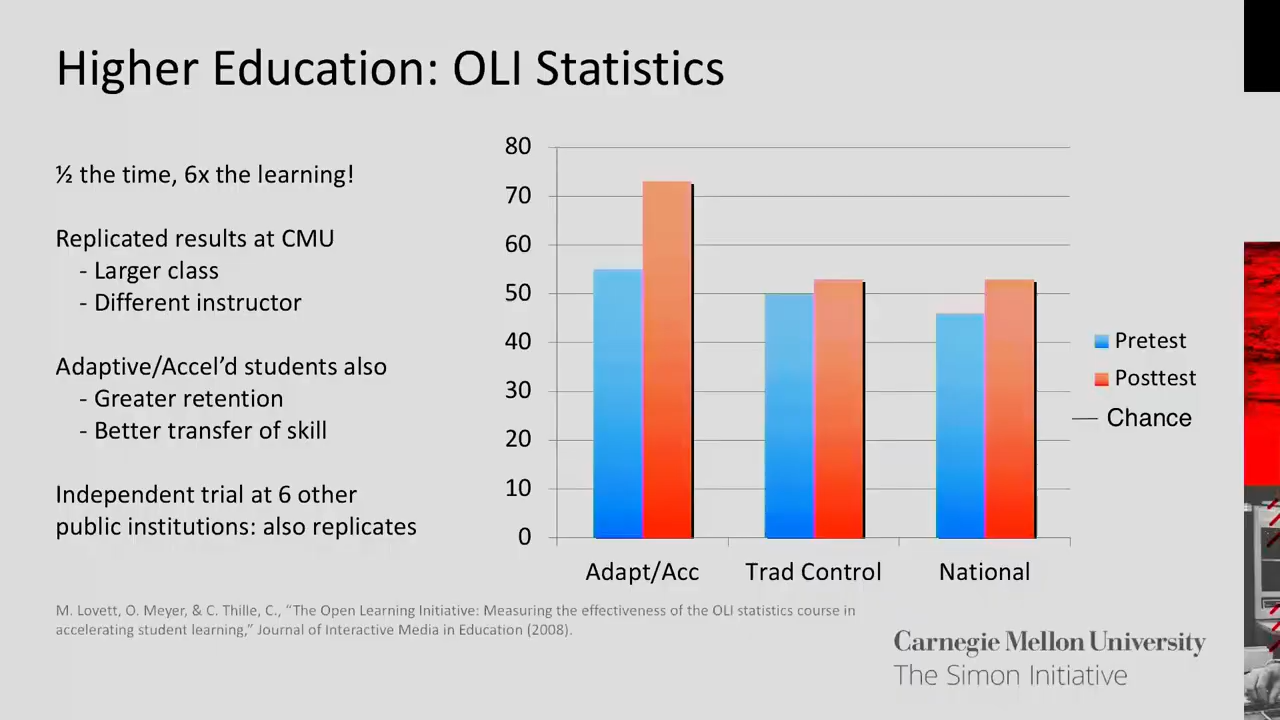 Higher Education: OLI Statistics
½ the time, 6x the learning!
Replicated results at CMU
- Larger class
- Different instructor
Adaptive/Accel’d students also
- Greater retention
- Better transfer of skill
Independent trial at 6 other
public institutions: also replicates
80
70
60
50
40
30
20
10
0
Adapt/Acc Trad Control National
Pretest
Posttest
Chance
M. Lovett, O. Meyer, & C. Thille, C., “The Open Learning Initiative: Measuring the effectiveness of the OLI statistics course in
accelerating student learning,” Journal of Interactive Media in Education (2008).
Carnegie Mellon University
The Simon Initiative